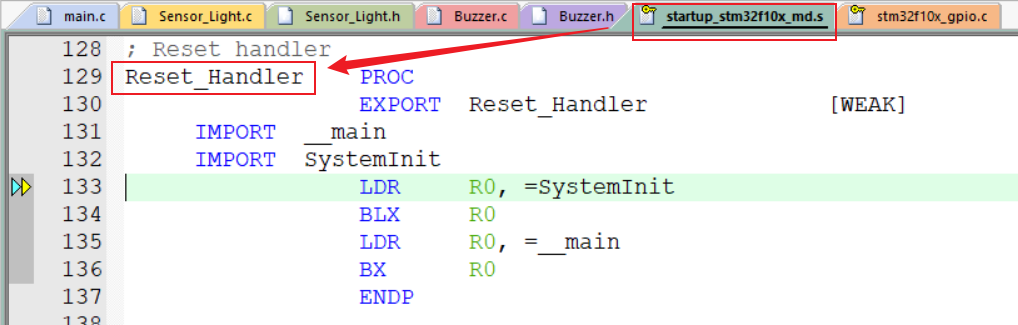 main.c Sensor_Light.c Sensor_Light.h Buzzer.c Buzzer.h startup_stm32f10x_md.s stm32f10x_gpio.c
128 ; Reset handler
129 Reset_Handler PROC
130 EXPORT Reset_Handler [WEAK]
131 IMPORT __main
132 IMPORT SystemInit
133 LDR R0, =SystemInit
134 BLX R0
135 LDR R0, =__main
136 BX R0
137 ENDP
138